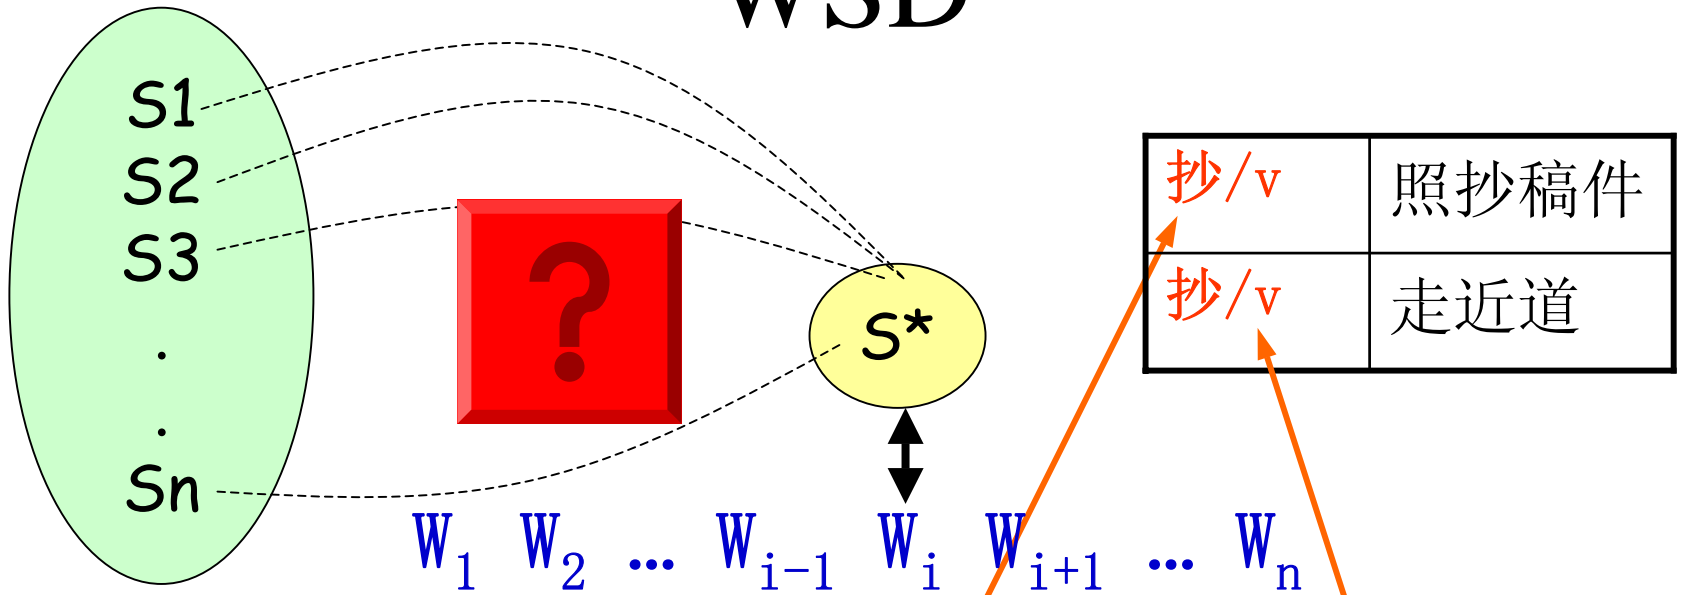 WSD
S1
S2
S3
.
.
Sn
?
S*
抄/v 照抄稿件
抄/v 走近道
W1 W2 … Wi-1 Wi Wi+1 … Wn